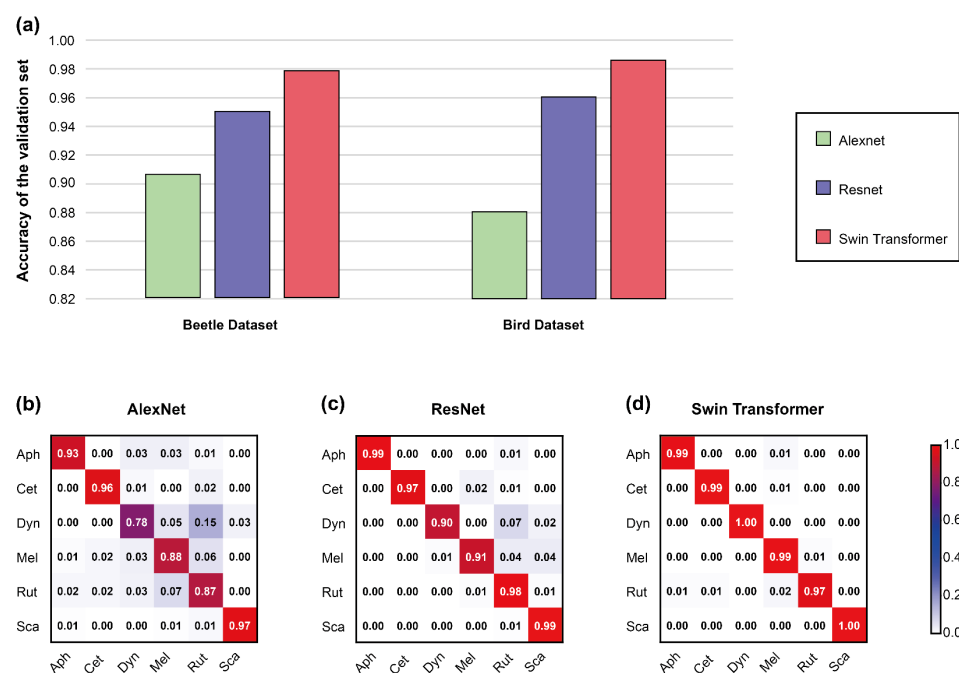 (a)
Accuracy of the validation set
1.00
0.98
0.96
0.94
0.92
0.90
0.88
0.86
0.84
0.82
Beetle Dataset
Bird Dataset
Alexnet
Resnet
Swin Transformer
(b)
AlexNet
Aph 0.93 0.00 0.03 0.03 0.01 0.00
Cet 0.00 0.96 0.01 0.00 0.02 0.00
Dyn 0.00 0.00 0.78 0.05 0.15 0.03
Mel 0.01 0.02 0.03 0.88 0.06 0.00
Rut 0.02 0.02 0.03 0.07 0.87 0.00
Sca 0.01 0.00 0.00 0.01 0.01 0.97
Aph Cet Dyn Mel Rut Sca
(c)
ResNet
Aph 0.99 0.00 0.00 0.00 0.01 0.00
Cet 0.00 0.97 0.00 0.02 0.01 0.00
Dyn 0.00 0.00 0.90 0.00 0.07 0.02
Mel 0.00 0.00 0.01 0.91 0.04 0.04
Rut 0.00 0.00 0.00 0.01 0.98 0.01
Sca 0.00 0.00 0.00 0.00 0.01 0.99
Aph Cet Dyn Mel Rut Sca
(d)
Swin Transformer
Aph 0.99 0.00 0.00 0.01 0.00 0.00
Cet 0.00 0.99 0.00 0.00 0.01 0.00
Dyn 0.00 0.00 1.00 0.00 0.00 0.00
Mel 0.00 0.00 0.00 0.99 0.01 0.00
Rut 0.01 0.01 0.00 0.02 0.97 0.00
Sca 0.00 0.00 0.00 0.00 0.00 1.00
Aph Cet Dyn Mel Rut Sca